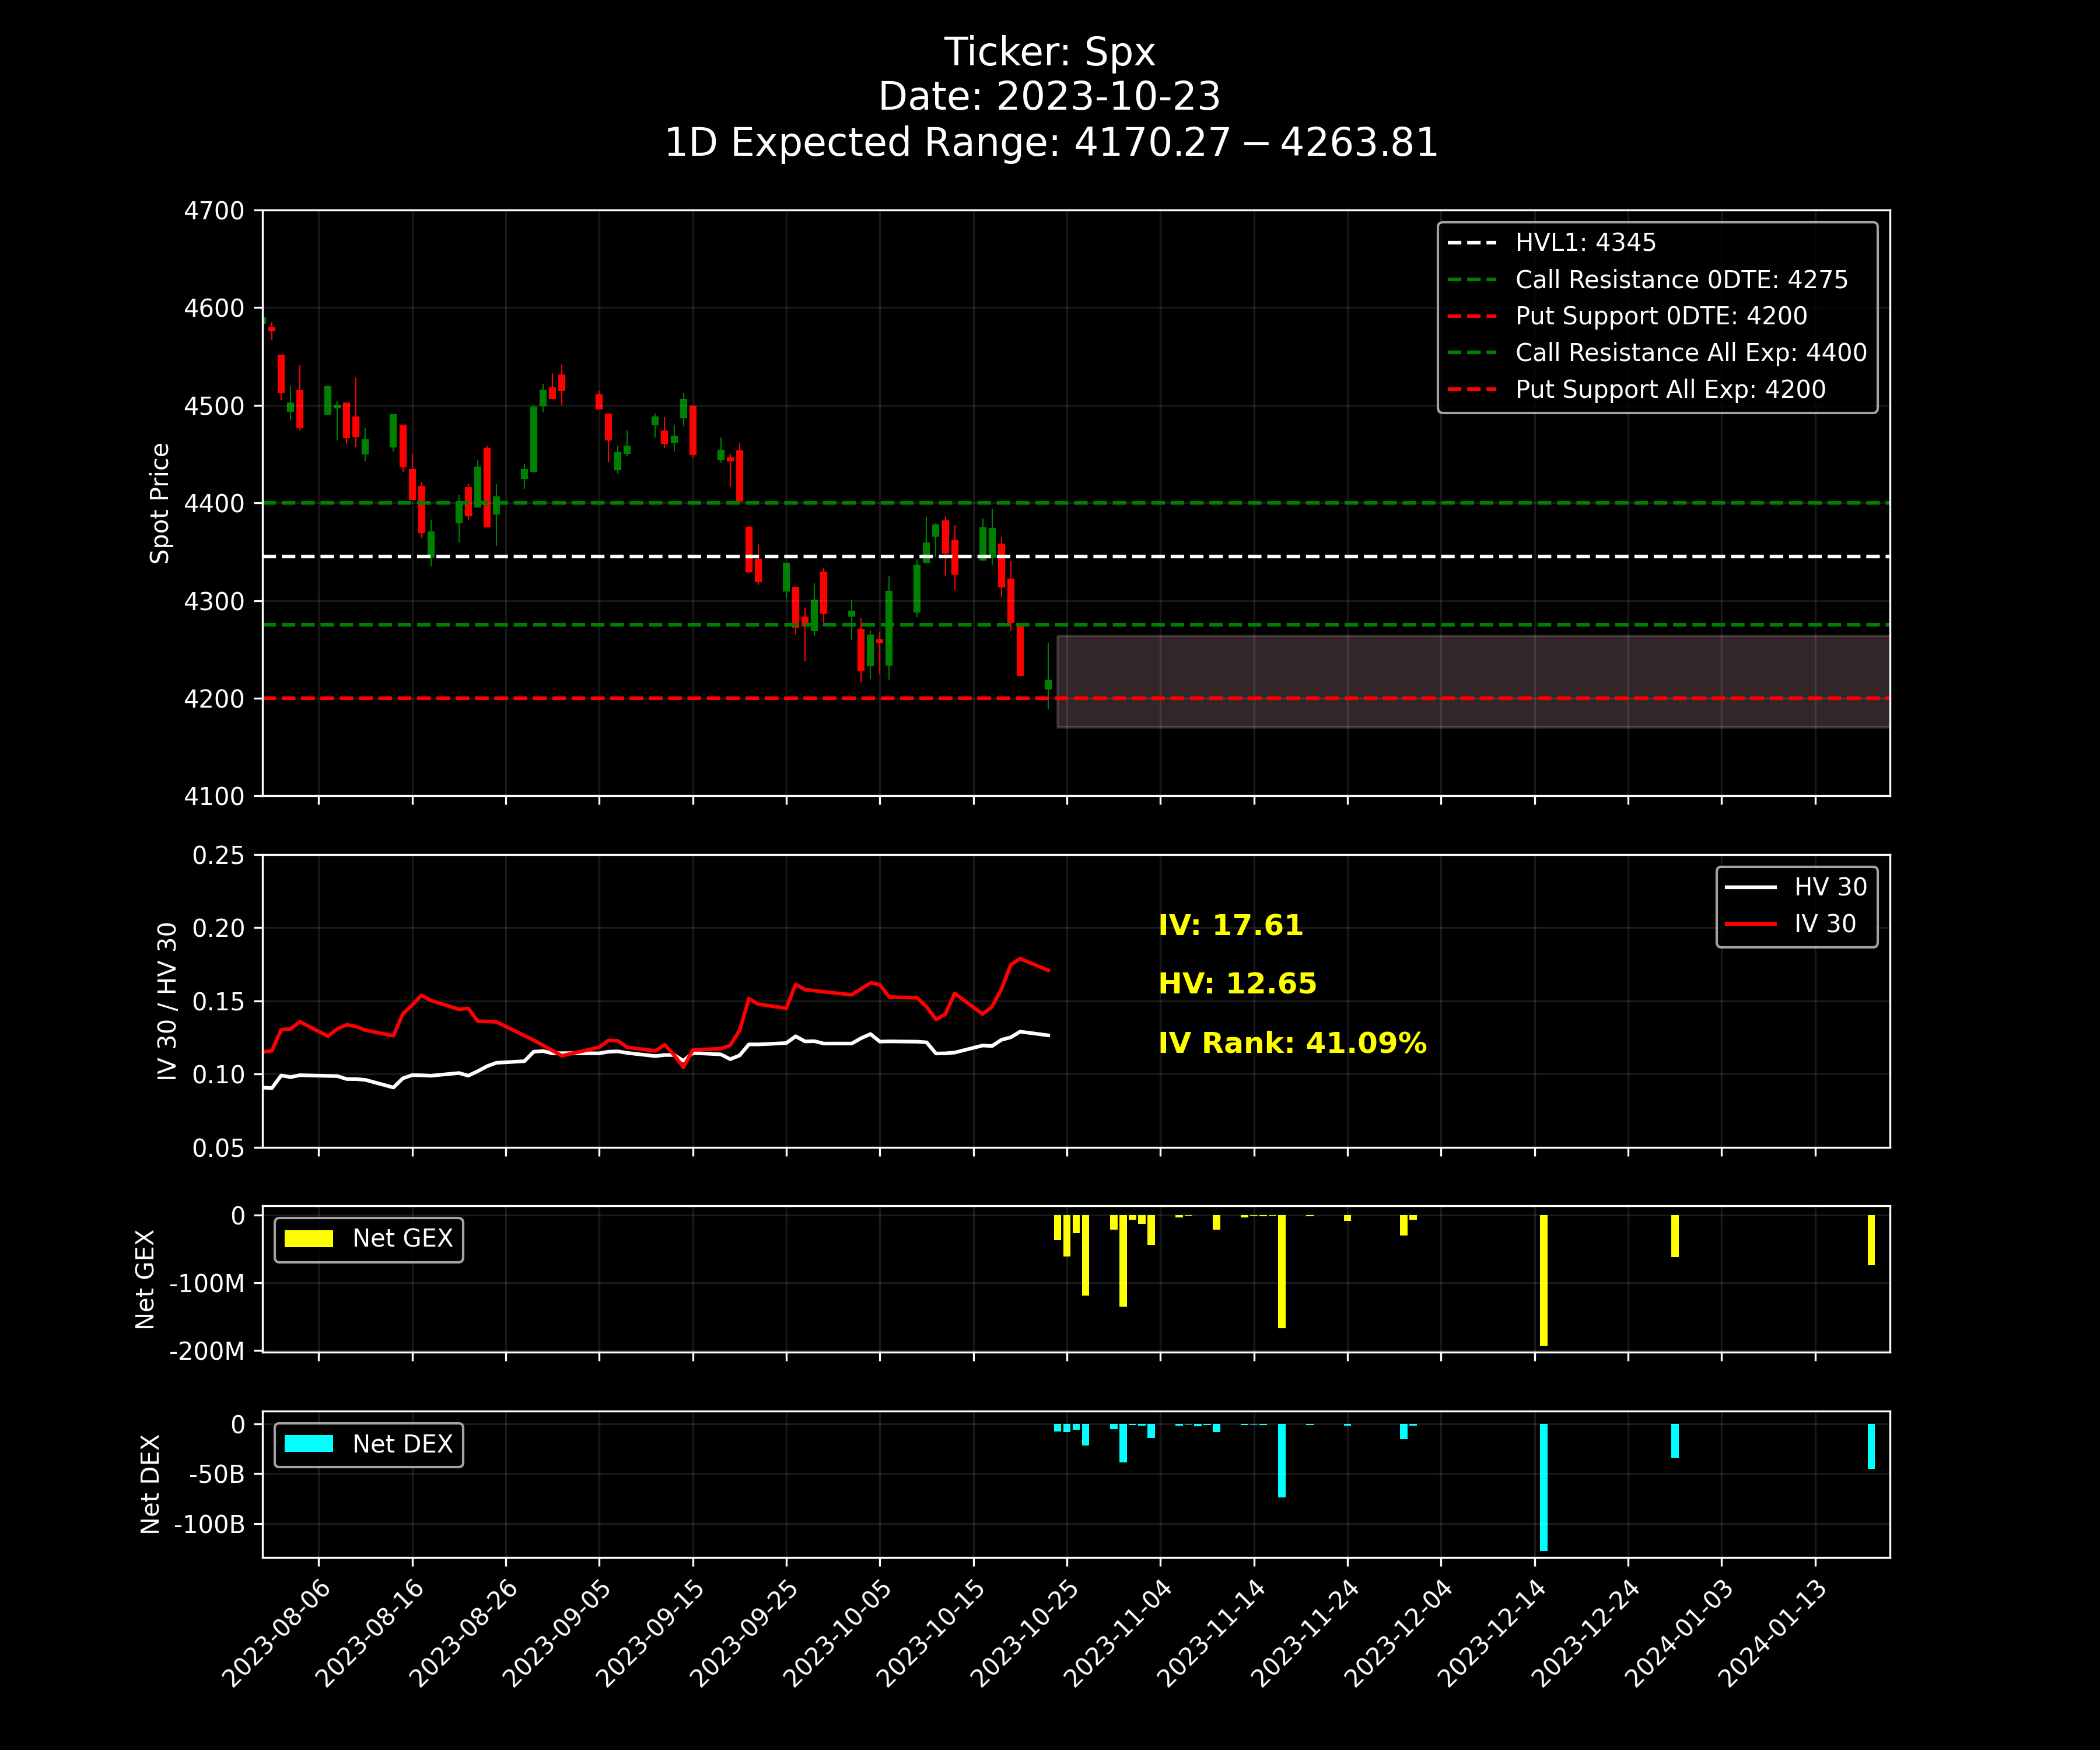 Ticker: Spx
Date: 2023-10-23
1D Expected Range: 4170.27 − 4263.81
4700
4600
4500
4400
4300
4200
4100
Spot Price
HVL1: 4345
Call Resistance 0DTE: 4275
Put Support 0DTE: 4200
Call Resistance All Exp: 4400
Put Support All Exp: 4200
0.25
0.20
0.15
0.10
0.05
IV 30 / HV 30
IV: 17.61
HV: 12.65
IV Rank: 41.09%
HV 30
IV 30
0
-100M
-200M
Net GEX
Net GEX
0
-50B
-100B
Net DEX
Net DEX
2023-08-06
2023-08-16
2023-08-26
2023-09-05
2023-09-15
2023-09-25
2023-10-05
2023-10-15
2023-10-25
2023-11-04
2023-11-14
2023-11-24
2023-12-04
2023-12-14
2023-12-24
2024-01-03
2024-01-13